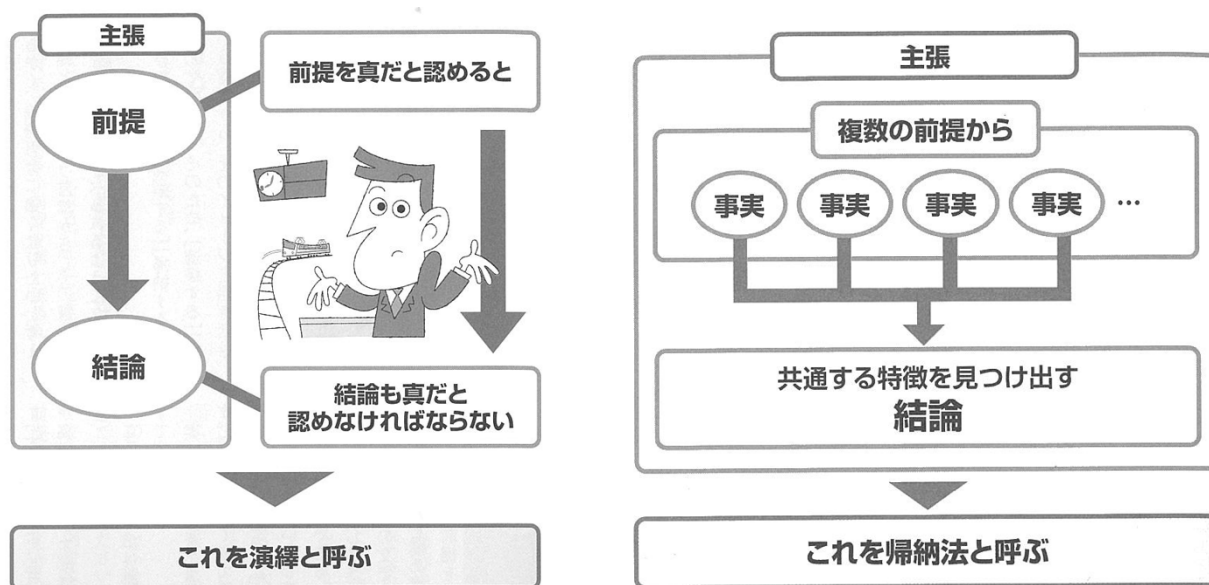 主張
前提を真だと認めると
前提
結論
結論も真だと
認めなければならない
これを演繹と呼ぶ
主張
複数の前提から
事実
事実
事実
事実
…
共通する特徴を見つけ出す
結論
これを帰納法と呼ぶ